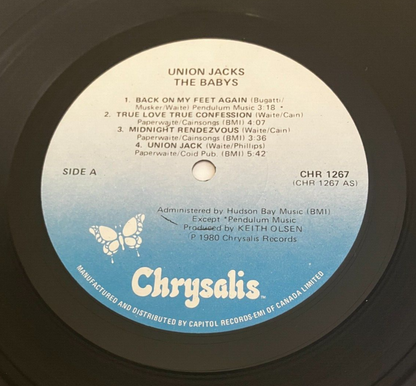 UNION JACKS
THE BABYS
1. BACK ON MY FEET AGAIN (Bugatti/
Musker/Waite) Pendulum Music 3:18 *
2. TRUE LOVE TRUE CONFESSION (Waite/Cain)
Paperwaite/Cainsongs (BMI) 4:07
3. MIDNIGHT RENDEZVOUS (Waite/Cain)
Paperwaite/Cainsongs (BMI) 3:36
4. UNION JACK (Waite/Phillips)
Paperwaite/Coid Pub. (BMI) 5:42
SIDE A
CHR 1267
(CHR 1267 AS)
Administered by Hudson Bay Music (BMI)
Except *Pendulum Music
Produced by KEITH OLSEN
℗ 1980 Chrysalis Records
Chrysalis™
MANUFACTURED AND DISTRIBUTED BY CAPITOL RECORDS-EMI OF CANADA LIMITED